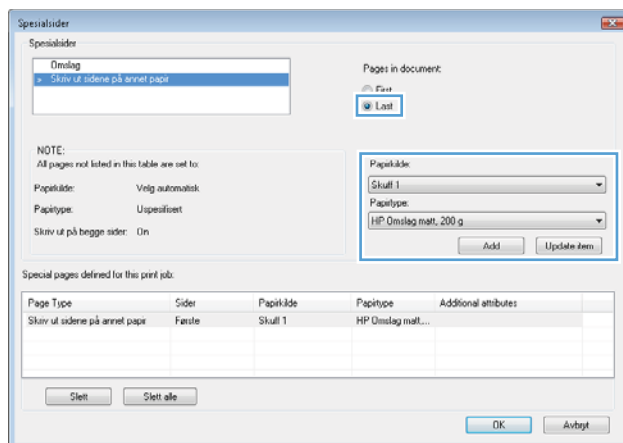 Spesialsider
Spesialsider
Omslag
» Skriv ut sidene på annet papir
Pages in document:
First
Last
NOTE:
All pages not listed in this table are set to:
Papirkilde: Velg automatisk
Papirtype: Uspesifisert
Skriv ut på begge sider: On
Papirkilde:
Skuff 1
Papirtype:
HP Omslag matt, 200 g
Add Update item
Special pages defined for this print job:
Page Type Sider Papirkilde Papirtype Additional attributes
Skriv ut sidene på annet papir Første Skuff 1 HP Omslag matt,...
Slett Slett alle
OK Avbryt